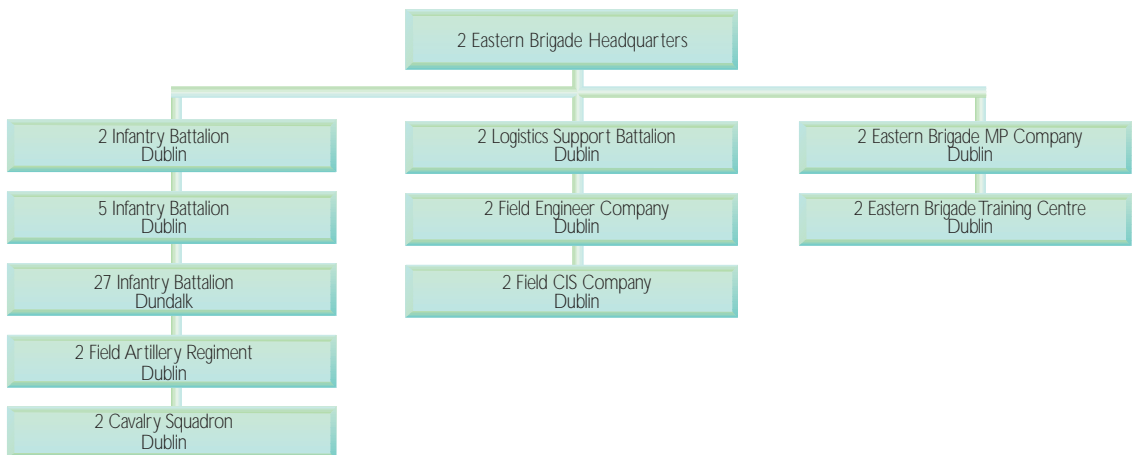 2 Eastern Brigade Headquarters
2 Infantry Battalion
Dublin
5 Infantry Battalion
Dublin
27 Infantry Battalion
Dundalk
2 Field Artillery Regiment
Dublin
2 Cavalry Squadron
Dublin
2 Logistics Support Battalion
Dublin
2 Field Engineer Company
Dublin
2 Field CIS Company
Dublin
2 Eastern Brigade MP Company
Dublin
2 Eastern Brigade Training Centre
Dublin